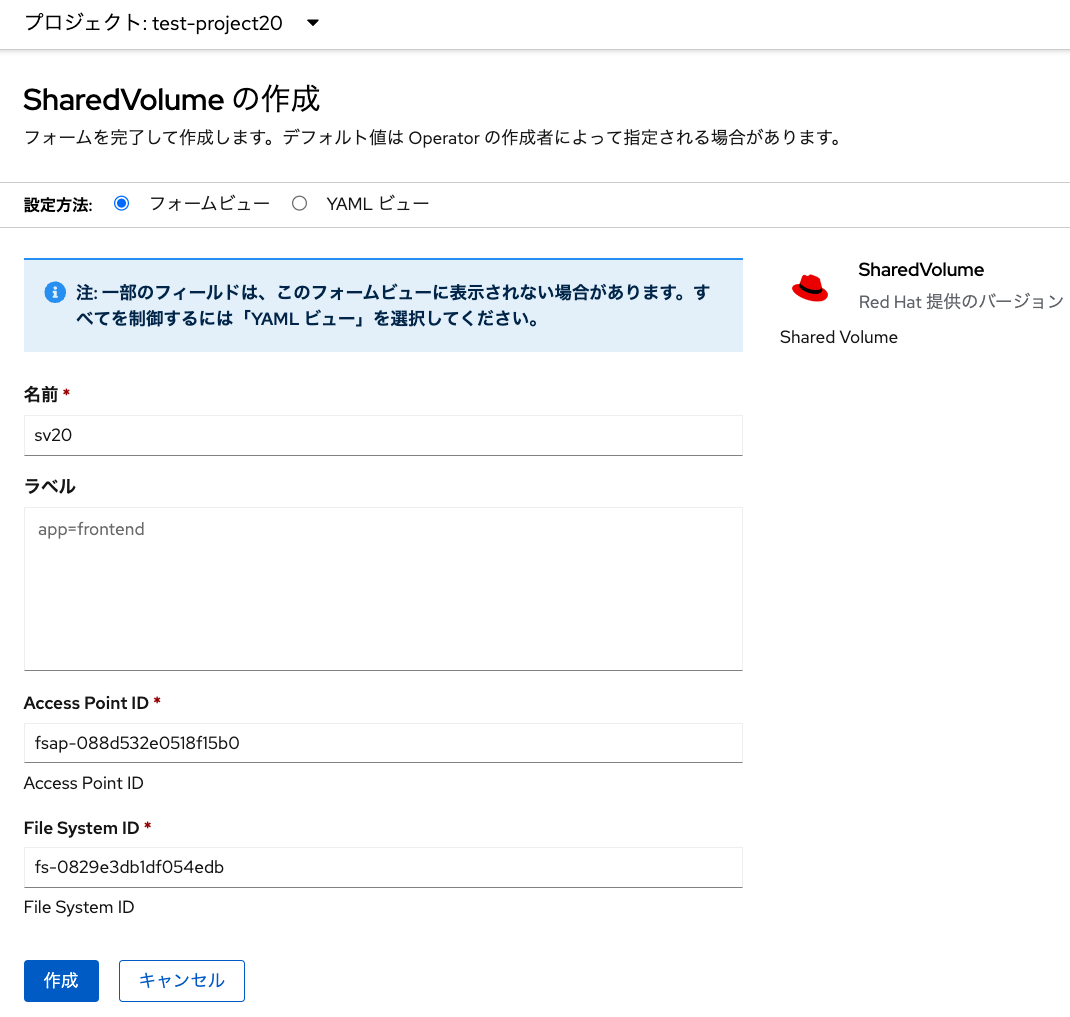 プロジェクト: test-project20
SharedVolume の作成
フォームを完了して作成します。デフォルト値は Operator の作成者によって指定される場合があります。
設定方法: フォームビュー YAML ビュー
注: 一部のフィールドは、このフォームビューに表示されない場合があります。す
べてを制御するには「YAML ビュー」を選択してください。
SharedVolume
Red Hat 提供のバージョン
Shared Volume
名前 *
sv20
ラベル
app=frontend
Access Point ID *
fsap-088d532e0518f15b0
Access Point ID
File System ID *
fs-0829e3db1df054edb
File System ID
作成 キャンセル